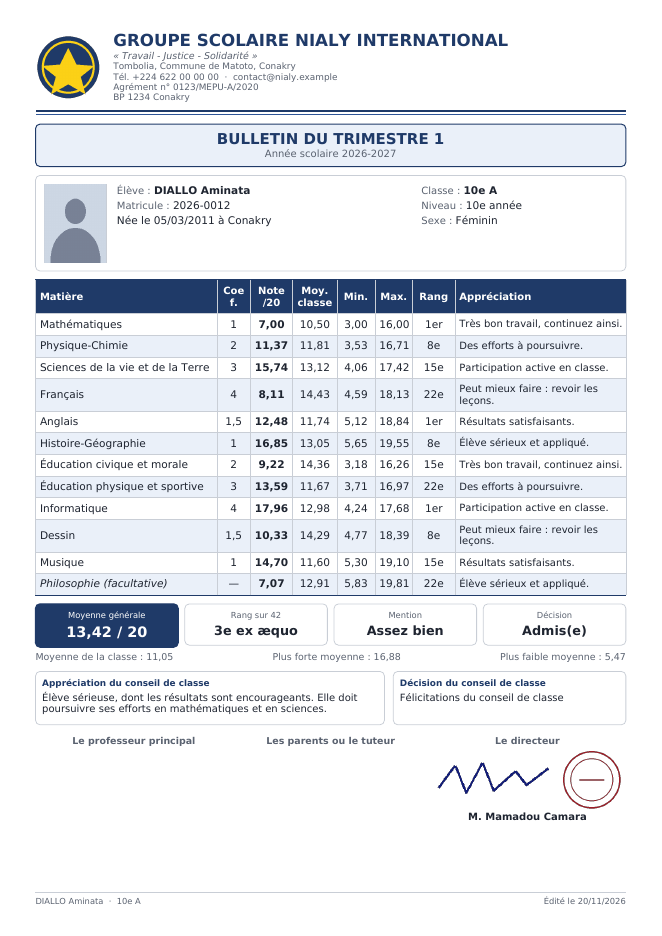 GROUPE SCOLAIRE NIALY INTERNATIONAL
« Travail - Justice - Solidarité »
Tombolia, Commune de Matoto, Conakry
Tél. +224 622 00 00 00 · contact@nialy.example
Agrément n° 0123/MEPU-A/2020
BP 1234 Conakry
BULLETIN DU TRIMESTRE 1
Année scolaire 2026-2027
Élève : DIALLO Aminata
Matricule : 2026-0012
Née le 05/03/2011 à Conakry
Classe : 10e A
Niveau : 10e année
Sexe : Féminin
Matière Coe f. Note /20 Moy. classe Min. Max. Rang Appréciation
Mathématiques 1 7,00 10,50 3,00 16,00 1er Très bon travail, continuez ainsi.
Physique-Chimie 2 11,37 11,81 3,53 16,71 8e Des efforts à poursuivre.
Sciences de la vie et de la Terre 3 15,74 13,12 4,06 17,42 15e Participation active en classe.
Français 4 8,11 14,43 4,59 18,13 22e Peut mieux faire : revoir les
leçons.
Anglais 1,5 12,48 11,74 5,12 18,84 1er Résultats satisfaisants.
Histoire-Géographie 1 16,85 13,05 5,65 19,55 8e Élève sérieux et appliqué.
Éducation civique et morale 2 9,22 14,36 3,18 16,26 15e Très bon travail, continuez ainsi.
Éducation physique et sportive 3 13,59 11,67 3,71 16,97 22e Des efforts à poursuivre.
Informatique 4 17,96 12,98 4,24 17,68 1er Participation active en classe.
Dessin 1,5 10,33 14,29 4,77 18,39 8e Peut mieux faire : revoir les
leçons.
Musique 1 14,70 11,60 5,30 19,10 15e Résultats satisfaisants.
Philosophie (facultative) — 7,07 12,91 5,83 19,81 22e Élève sérieux et appliqué.
Moyenne générale
13,42 / 20
Rang sur 42
3e ex æquo
Mention
Assez bien
Décision
Admis(e)
Moyenne de la classe : 11,05
Plus forte moyenne : 16,88
Plus faible moyenne : 5,47
Appréciation du conseil de classe
Élève sérieuse, dont les résultats sont encourageants. Elle doit
poursuivre ses efforts en mathématiques et en sciences.
Décision du conseil de classe
Félicitations du conseil de classe
Le professeur principal
Les parents ou le tuteur
Le directeur
M. Mamadou Camara
DIALLO Aminata · 10e A
Édité le 20/11/2026